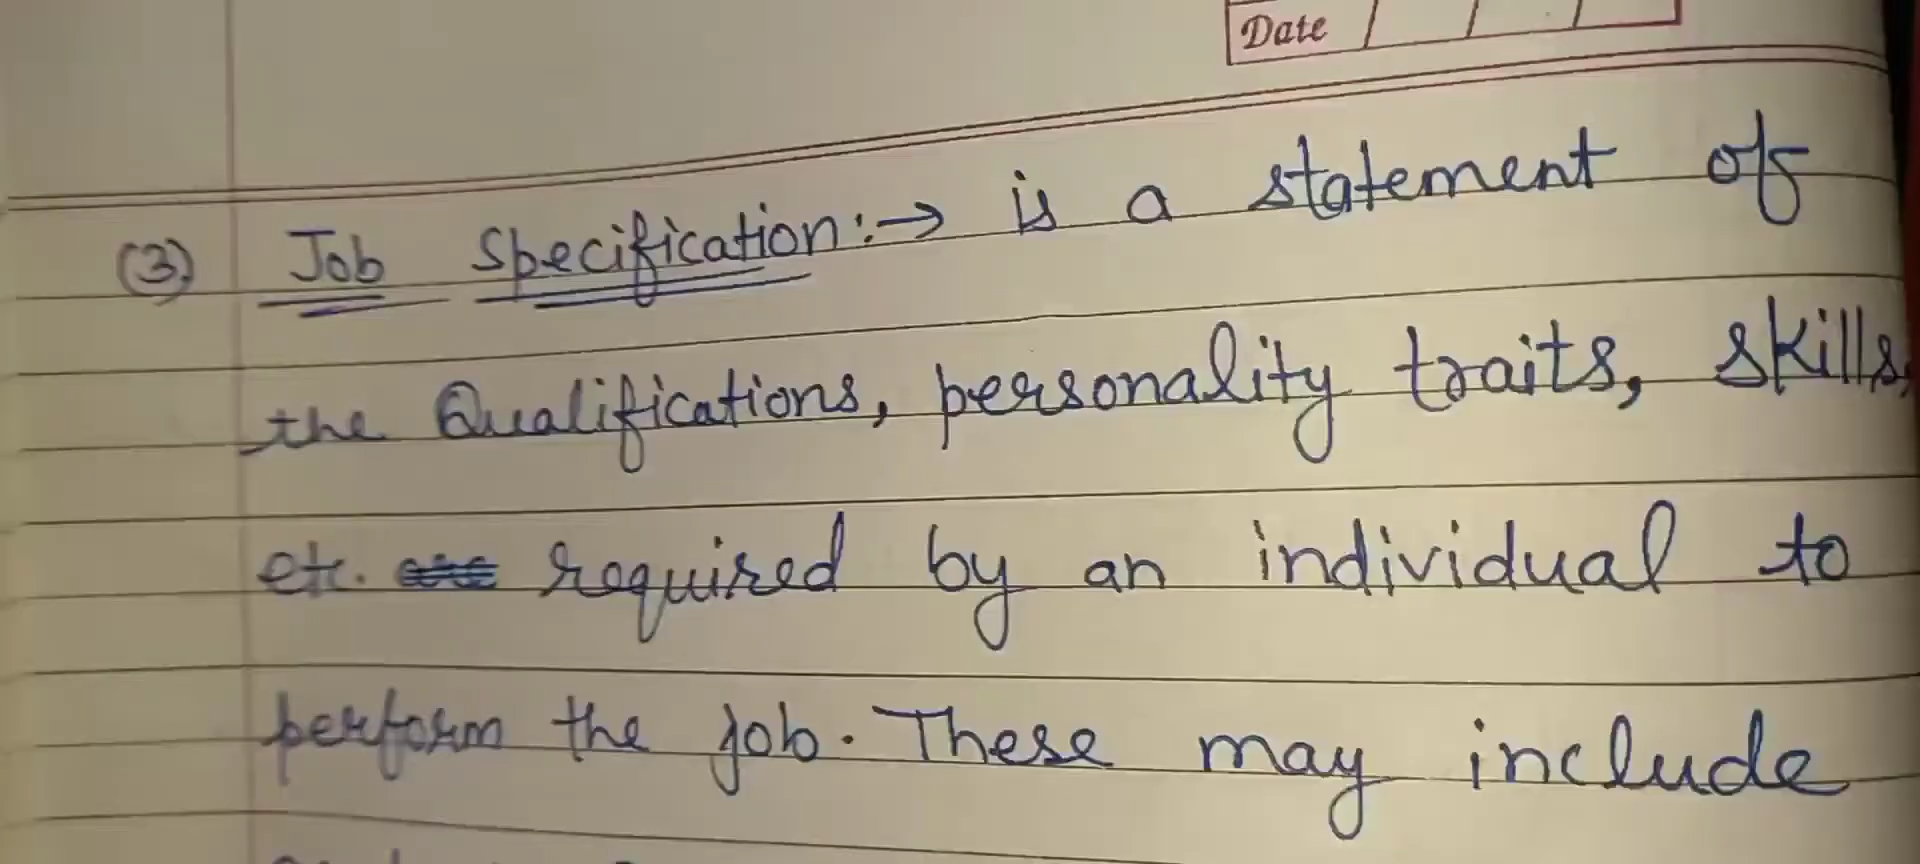 Date
(3) Job Specification:→ is a statement of
the Qualifications, personality traits, skills,
etc. required by an individual to
perform the job. These may include